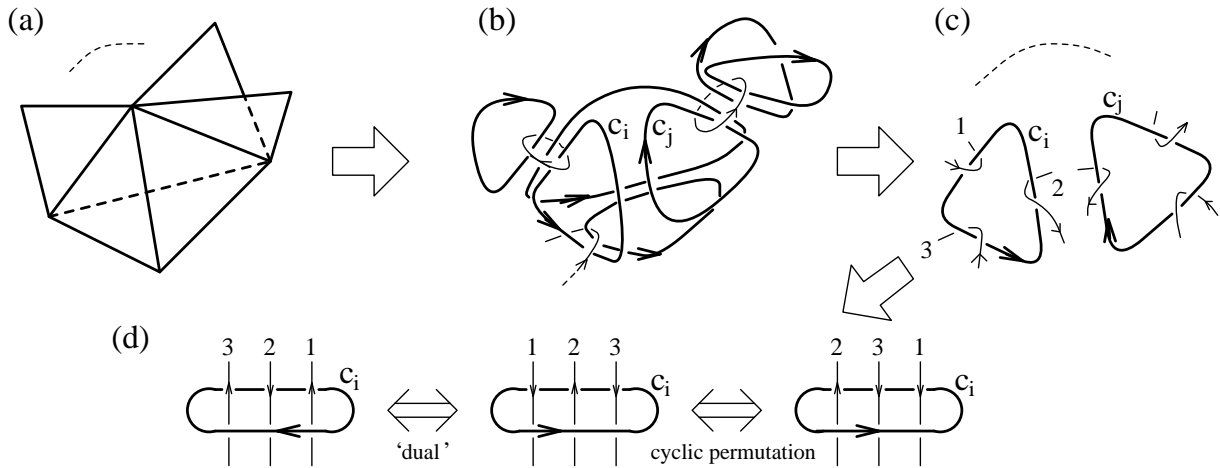 (a)
(b)
(c)
c_i
c_j
1
c_i
2
3
c_j
(d)
3 2 1
c_i
1 2 3
c_i
2 3 1
c_i
‘dual’
cyclic permutation